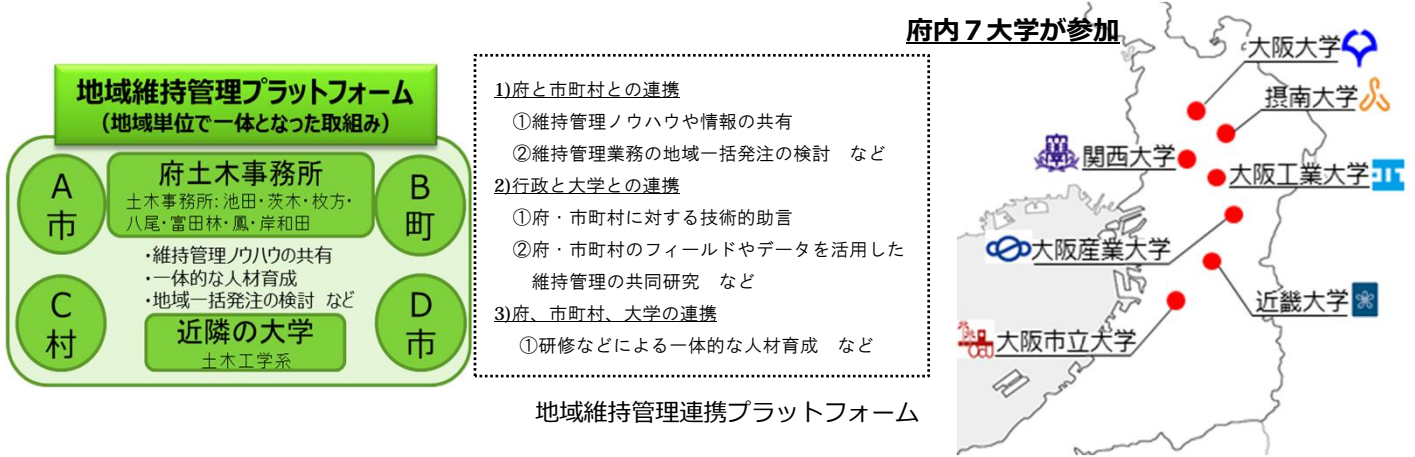 地域維持管理プラットフォーム
（地域単位で一体となった取組み）
A
市
府土木事務所
土木事務所:池田・茨木・枚方・
八尾・富田林・鳳・岸和田
B
町
・維持管理ノウハウの共有
・一体的な人材育成
・地域一括発注の検討 など
C
村
近隣の大学
土木工学系
D
市
1)府と市町村との連携
①維持管理ノウハウや情報の共有
②維持管理業務の地域一括発注の検討　など
2)行政と大学との連携
①府・市町村に対する技術的助言
②府・市町村のフィールドやデータを活用した
維持管理の共同研究　など
3)府、市町村、大学の連携
①研修などによる一体的な人材育成　など
地域維持管理連携プラットフォーム
府内７大学が参加
大阪大学
摂南大学
関西大学
大阪工業大学
大阪産業大学
近畿大学
大阪市立大学